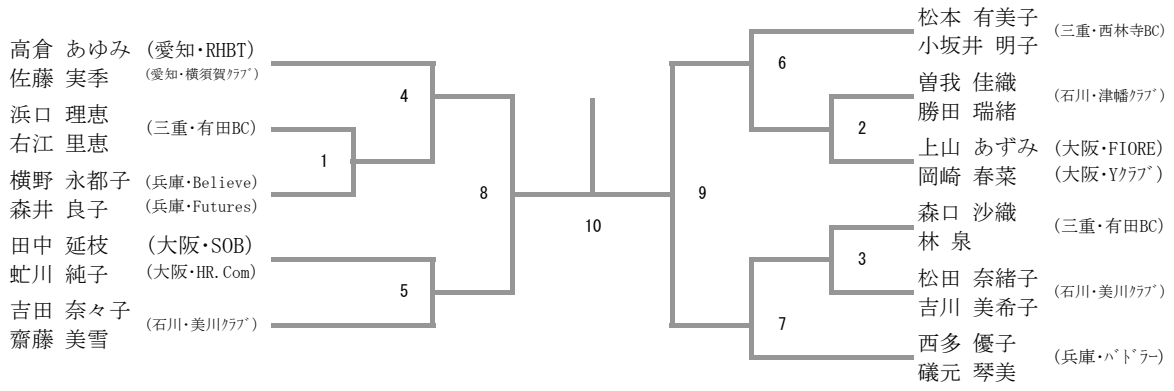 高倉 あゆみ (愛知・RHBT)
佐藤 実季 (愛知・横須賀ｸﾗﾌﾞ)
浜口 理恵
右江 里恵
(三重・有田BC)
横野 永都子 (兵庫・Believe)
森井 良子 (兵庫・Futures)
田中 延枝 (大阪・SOB)
虻川 純子 (大阪・HR.Com)
吉田 奈々子
齋藤 美雪
(石川・美川ｸﾗﾌﾞ)
4
1
5
8
10
9
6
2
3
7
松本 有美子
小坂井 明子
(三重・西林寺BC)
曽我 佳織
勝田 瑞緒
(石川・津幡ｸﾗﾌﾞ)
上山 あずみ (大阪・FIORE)
岡崎 春菜 (大阪・Yｸﾗﾌﾞ)
森口 沙織
林 泉
(三重・有田BC)
松田 奈緒子
吉川 美希子
(石川・美川ｸﾗﾌﾞ)
西多 優子
礒元 琴美
(兵庫・ﾊﾞﾄﾞﾗｰ)